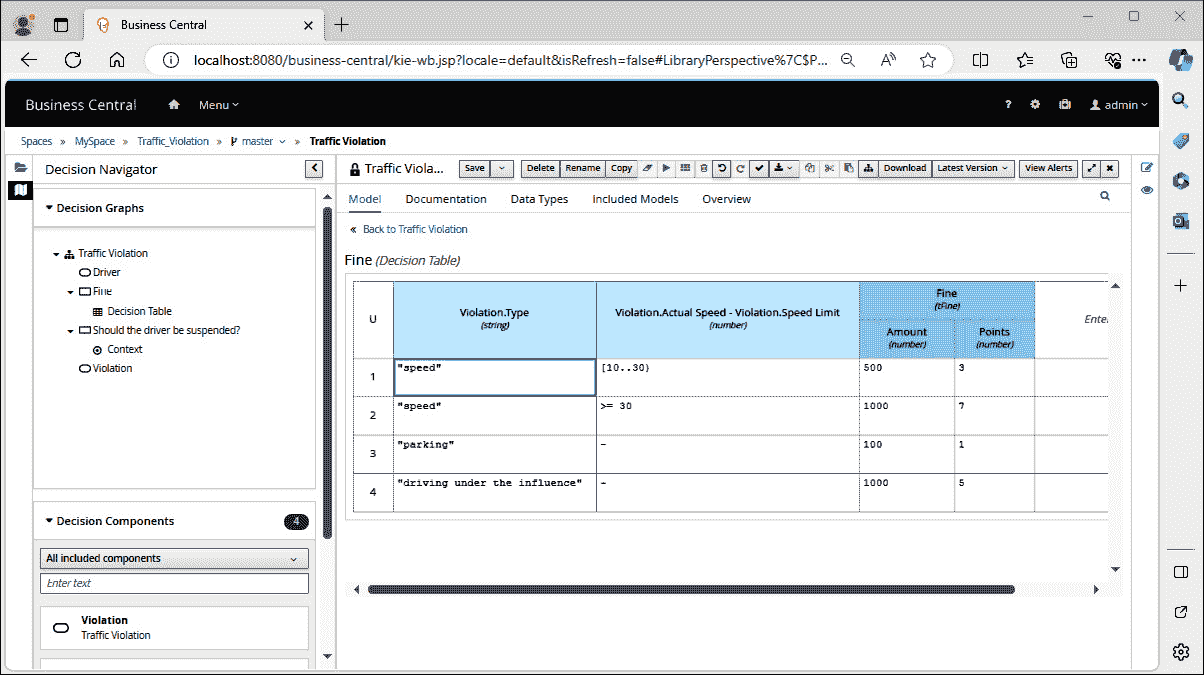 Business Central
localhost:8080/business-central/kie-wb.jsp?locale=default&isRefresh=false#LibraryPerspective%7C$P...
Business Central
Menu
?
admin
Spaces » MySpace » Traffic_Violation » master » Traffic Violation
Decision Navigator
Traffic Viola...
Save
Delete
Rename
Copy
Download
Latest Version
View Alerts
Decision Graphs
Model
Documentation
Data Types
Included Models
Overview
« Back to Traffic Violation
Traffic Violation
Driver
Fine
Decision Table
Should the driver be suspended?
Context
Violation
Fine (Decision Table)
U
Violation.Type
(string)
Violation.Actual Speed - Violation.Speed Limit
(number)
Fine
(tFine)
Amount
(number)
Points
(number)
Enter
1 "speed" [10..30) 500 3
2 "speed" >= 30 1000 7
3 "parking" - 100 1
4 "driving under the influence" - 1000 5
Decision Components
4
All included components
Enter text
Violation
Traffic Violation